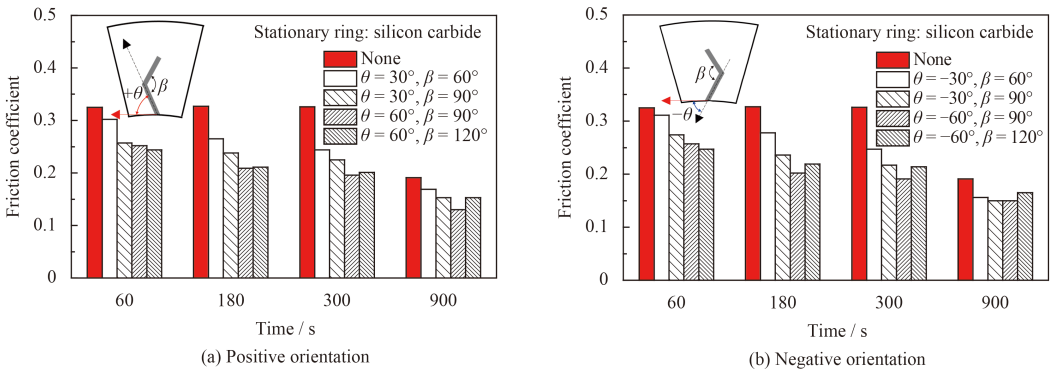 0.5
0.4
0.3
0.2
0.1
0
Friction coefficient
Stationary ring: silicon carbide
None
θ = 30°, β = 60°
θ = 30°, β = 90°
θ = 60°, β = 90°
θ = 60°, β = 120°
+θ
β
60
180
300
900
Time / s
(a) Positive orientation
0.5
0.4
0.3
0.2
0.1
0
Friction coefficient
Stationary ring: silicon carbide
None
θ = −30°, β = 60°
θ = −30°, β = 90°
θ = −60°, β = 90°
θ = −60°, β = 120°
β
−θ
60
180
300
900
Time / s
(b) Negative orientation